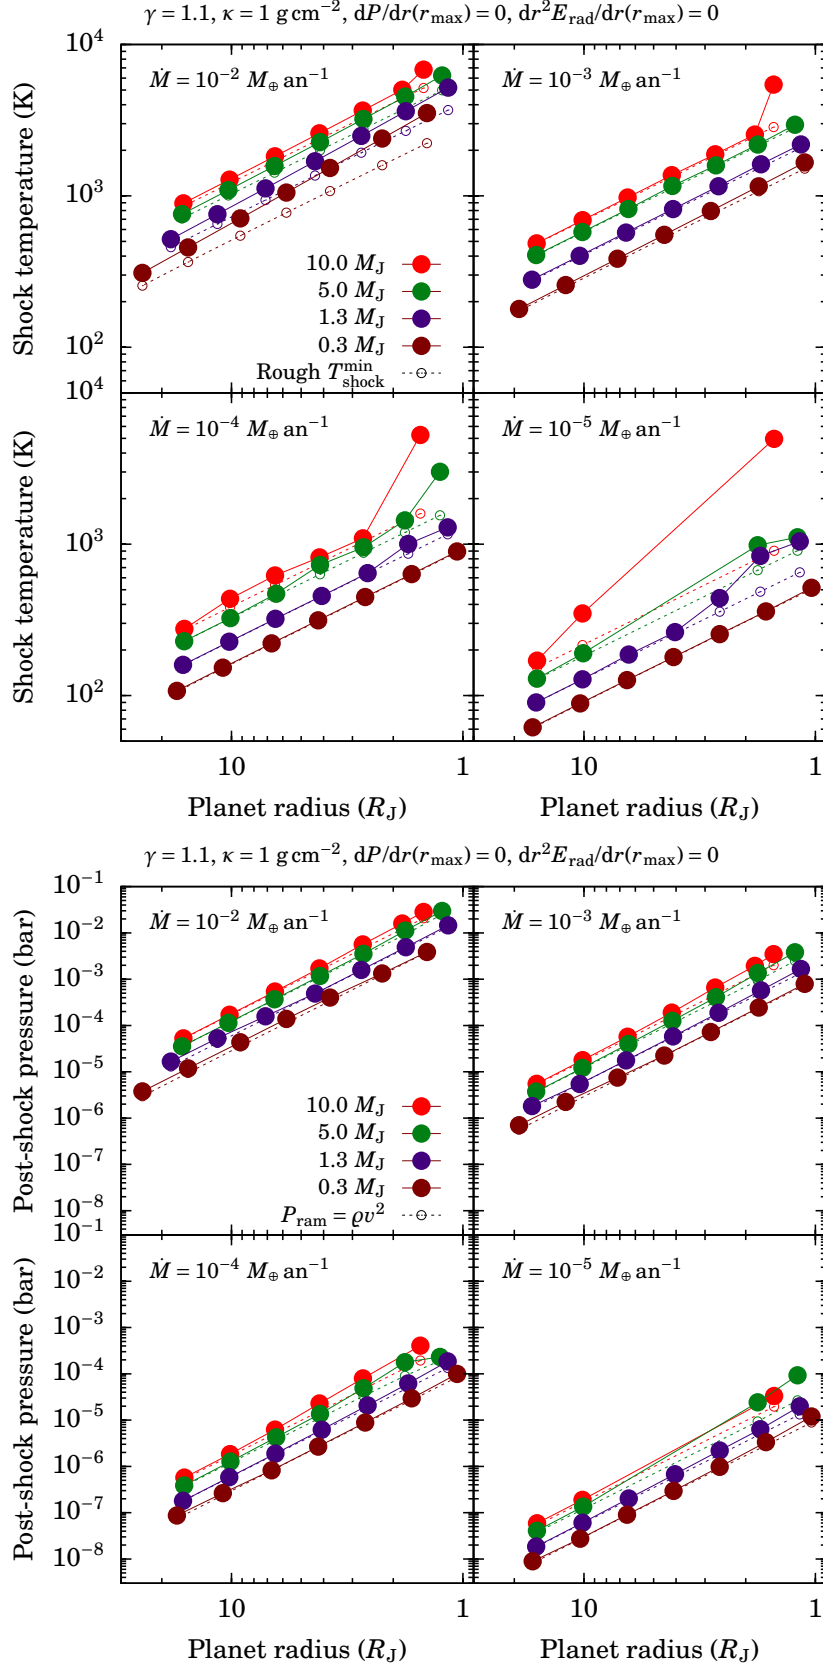 γ = 1.1, κ = 1 g cm⁻², dP/dr(r_max) = 0, dr²E_rad/dr(r_max) = 0
Shock temperature (K)
10⁴
10³
10²
Ṁ = 10⁻² M⊕ an⁻¹
10.0 M_J
5.0 M_J
1.3 M_J
0.3 M_J
Rough T_shock^min
Ṁ = 10⁻³ M⊕ an⁻¹
Shock temperature (K)
10⁴
10³
10²
Ṁ = 10⁻⁴ M⊕ an⁻¹
Ṁ = 10⁻⁵ M⊕ an⁻¹
10 1
10 1
Planet radius (R_J)
Planet radius (R_J)
γ = 1.1, κ = 1 g cm⁻², dP/dr(r_max) = 0, dr²E_rad/dr(r_max) = 0
Post-shock pressure (bar)
10⁻¹
10⁻²
10⁻³
10⁻⁴
10⁻⁵
10⁻⁶
10⁻⁷
10⁻⁸
Ṁ = 10⁻² M⊕ an⁻¹
10.0 M_J
5.0 M_J
1.3 M_J
0.3 M_J
P_ram = ϱv²
Ṁ = 10⁻³ M⊕ an⁻¹
Post-shock pressure (bar)
10⁻¹
10⁻²
10⁻³
10⁻⁴
10⁻⁵
10⁻⁶
10⁻⁷
10⁻⁸
Ṁ = 10⁻⁴ M⊕ an⁻¹
Ṁ = 10⁻⁵ M⊕ an⁻¹
10 1
10 1
Planet radius (R_J)
Planet radius (R_J)